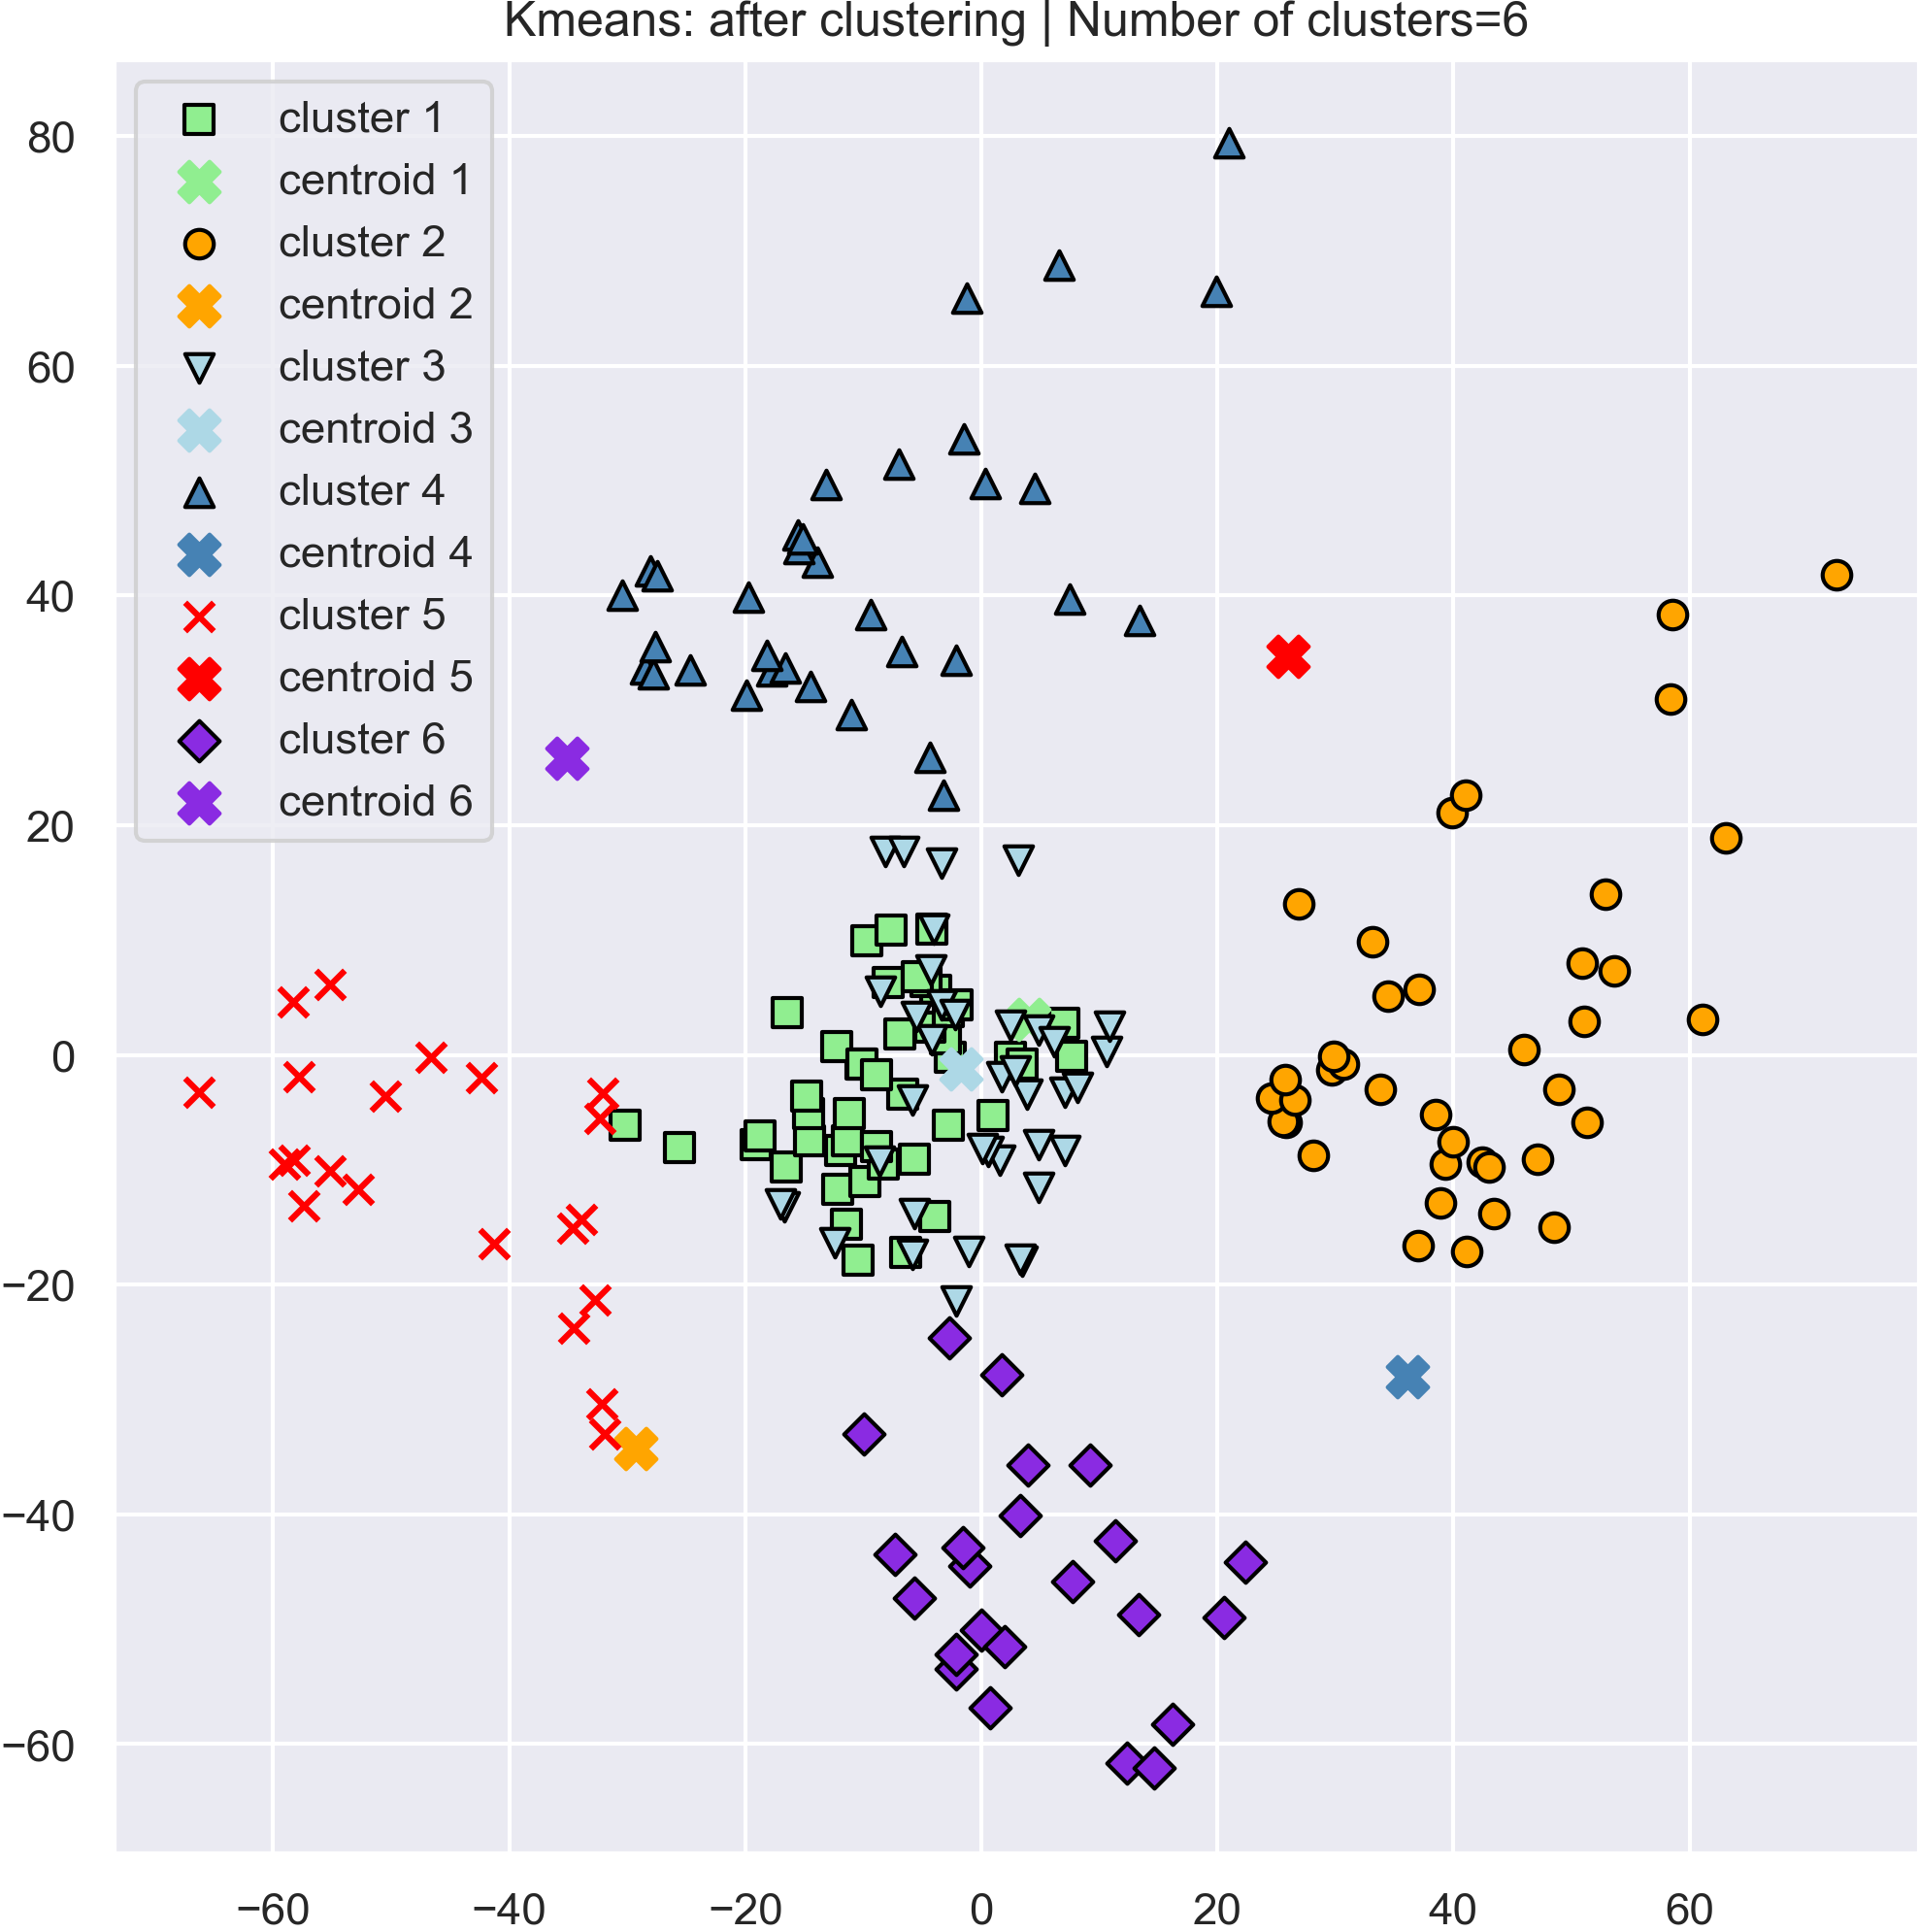 Kmeans: after clustering | Number of clusters=6
cluster 1
centroid 1
cluster 2
centroid 2
cluster 3
centroid 3
cluster 4
centroid 4
cluster 5
centroid 5
cluster 6
centroid 6
80
60
40
20
0
−20
−40
−60
−60 −40 −20 0 20 40 60